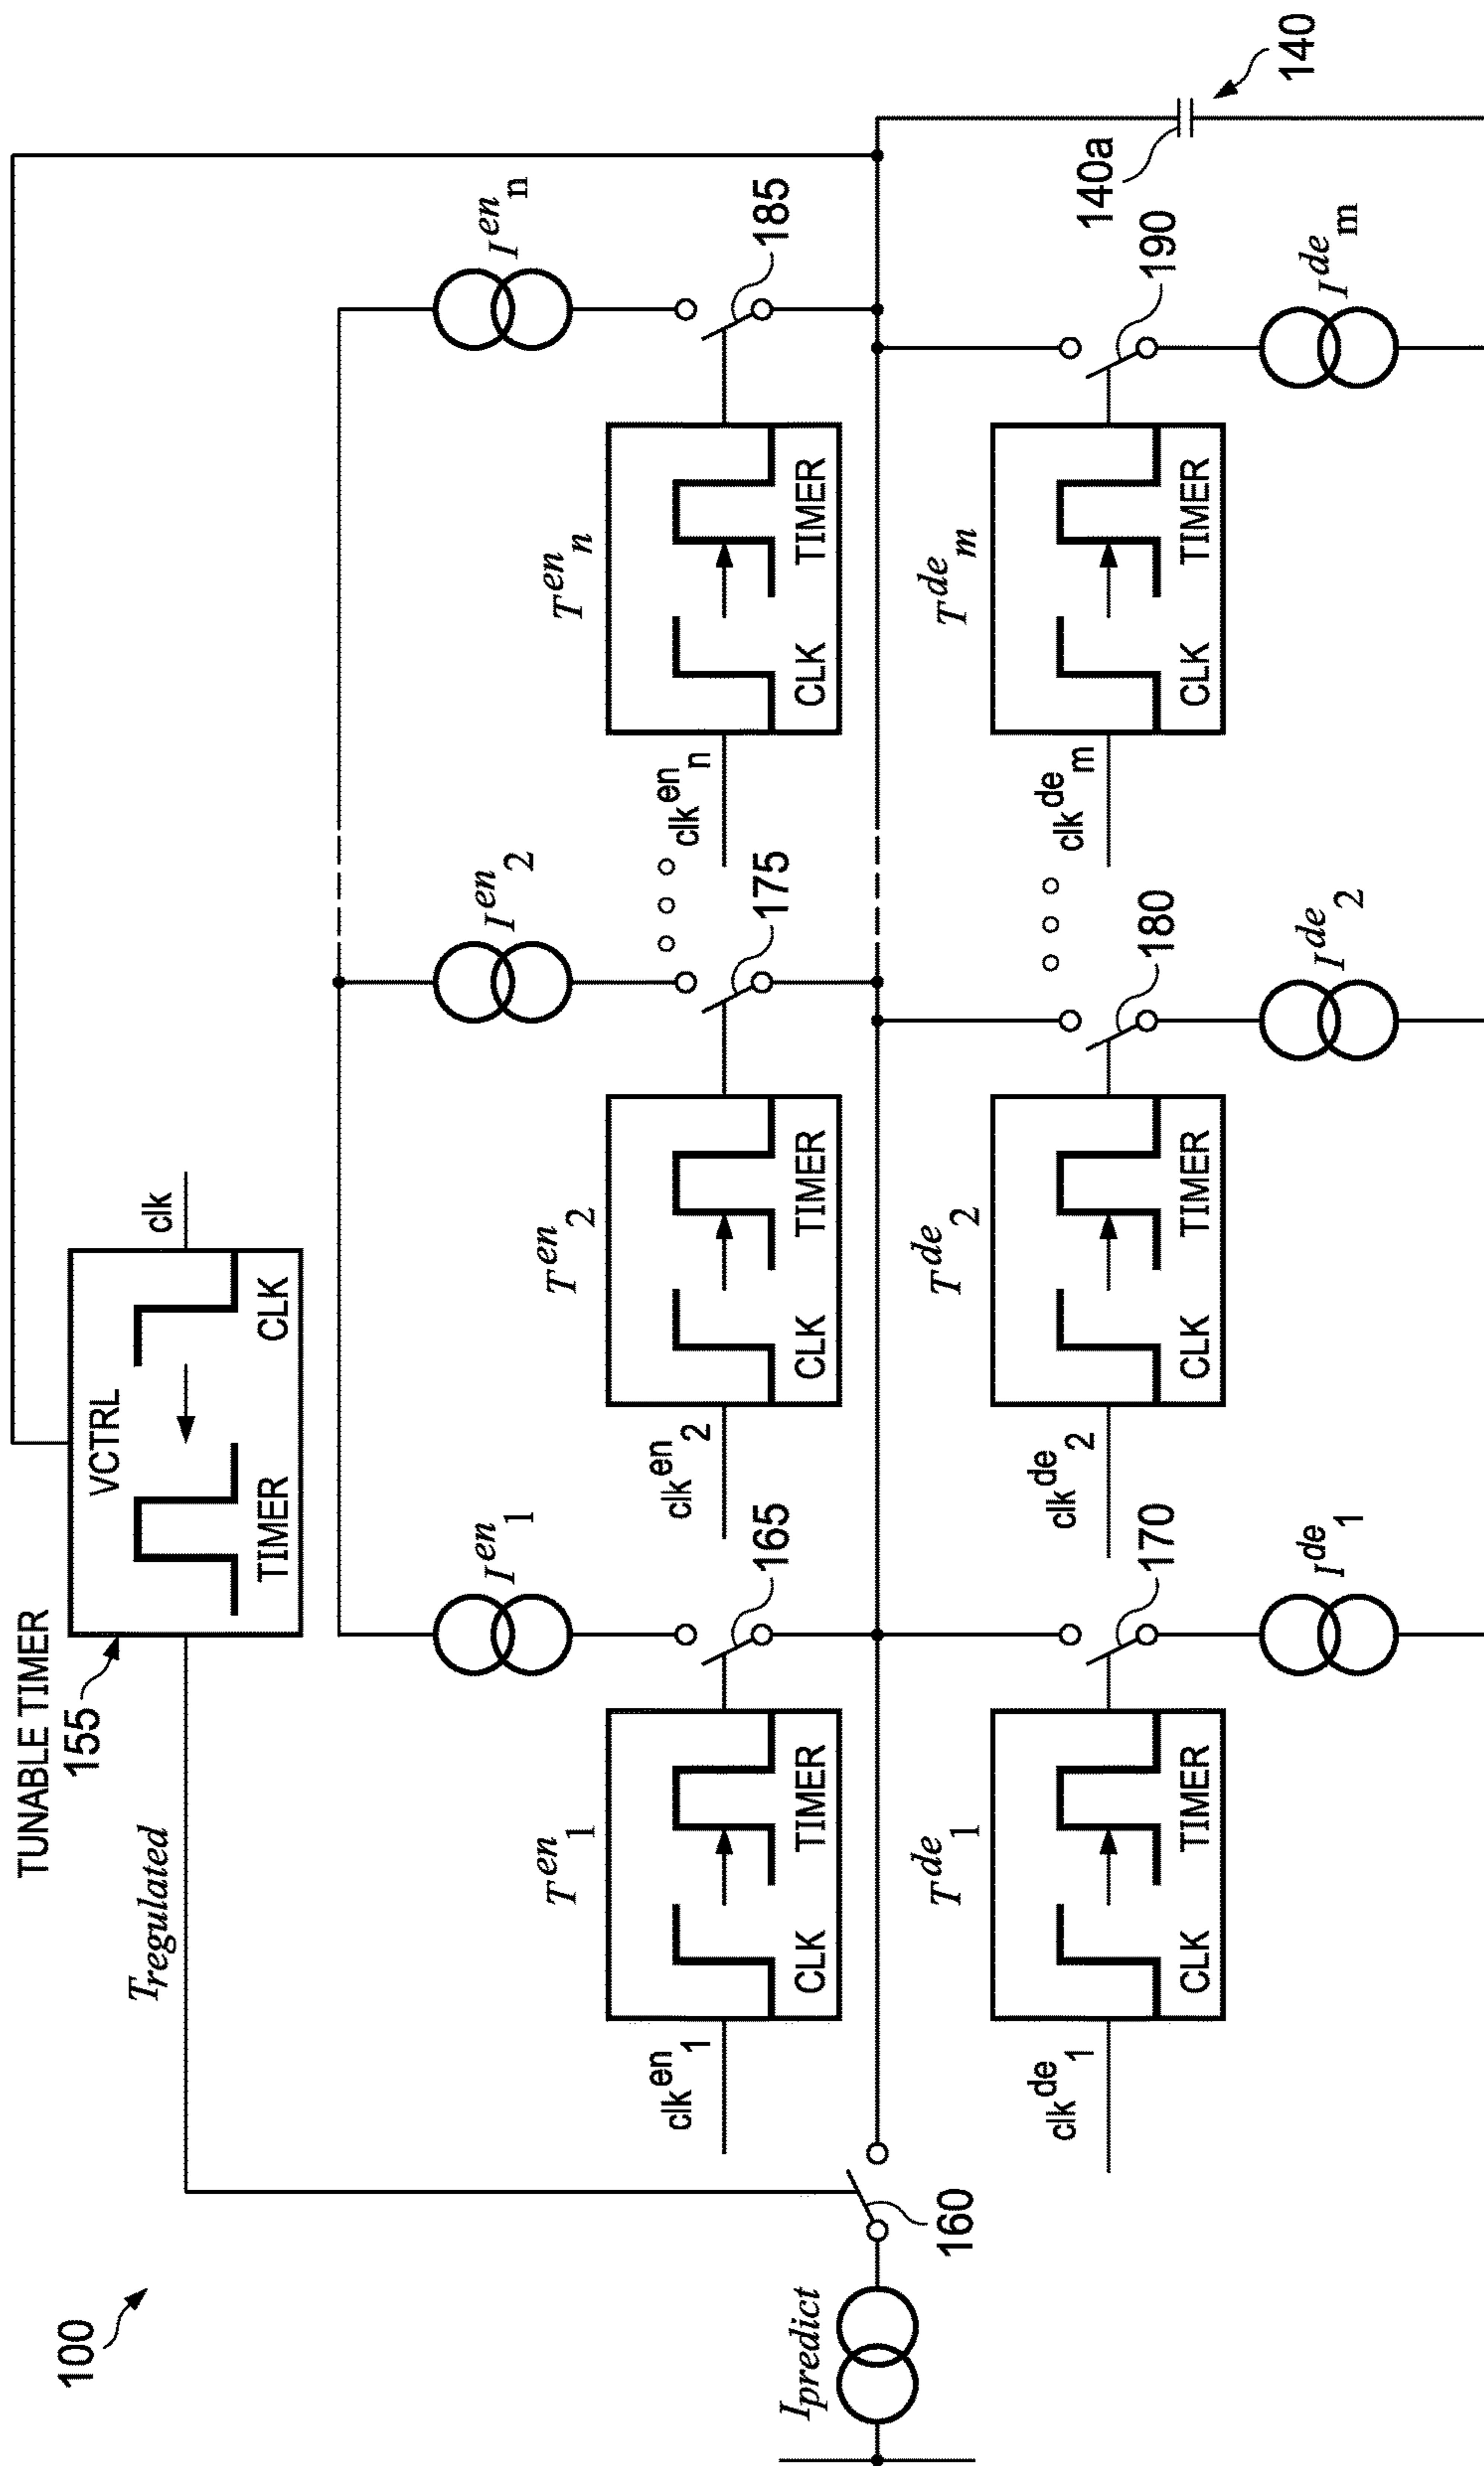 100
TUNABLE TIMER
155
VCTRL
TIMER
CLK
clk
Tregulated
I^en_1
I^en_2
I^en_n
T^en_1
T^en_2
T^en_n
clk^en_1
CLK
TIMER
165
clk^en_2
CLK
TIMER
175
clk^en_n
CLK
TIMER
185
Ipredict
160
T^de_1
T^de_2
T^de_m
clk^de_1
CLK
TIMER
170
clk^de_2
CLK
TIMER
180
clk^de_m
CLK
TIMER
190
140a
140
I^de_1
I^de_2
I^de_m